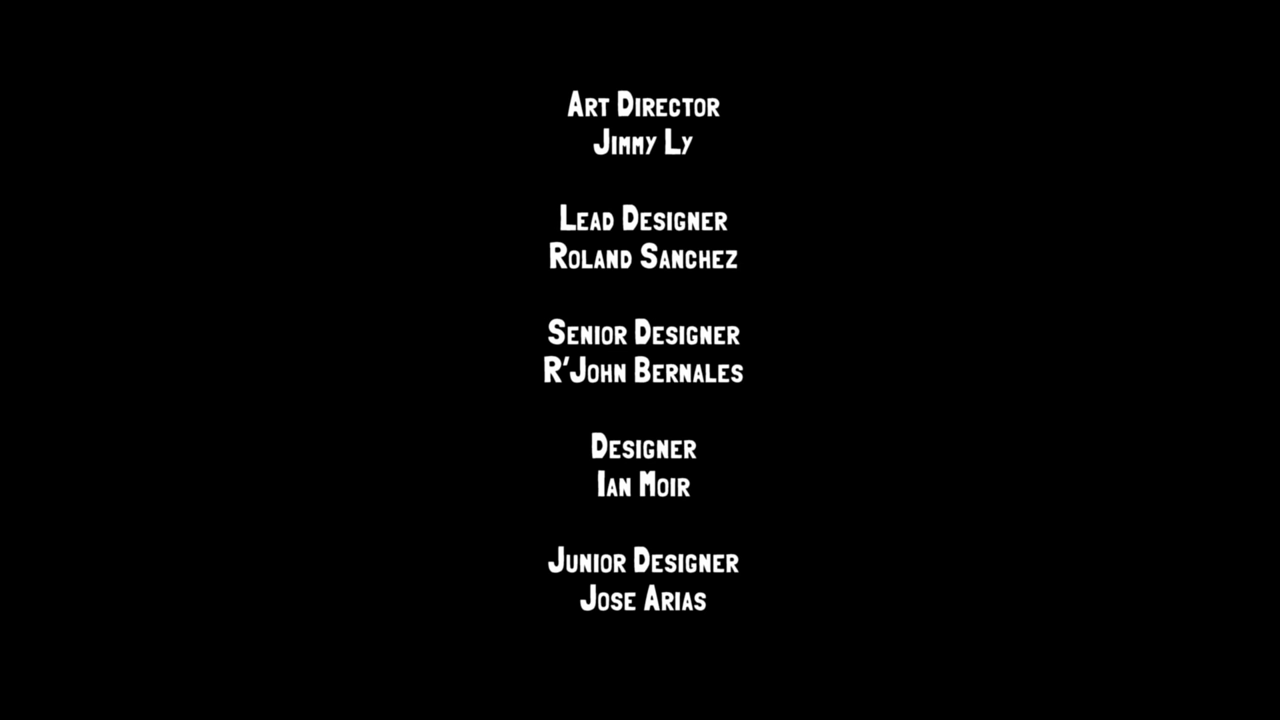 Art Director
Jimmy Ly
Lead Designer
Roland Sanchez
Senior Designer
R'John Bernales
Designer
Ian Moir
Junior Designer
Jose Arias